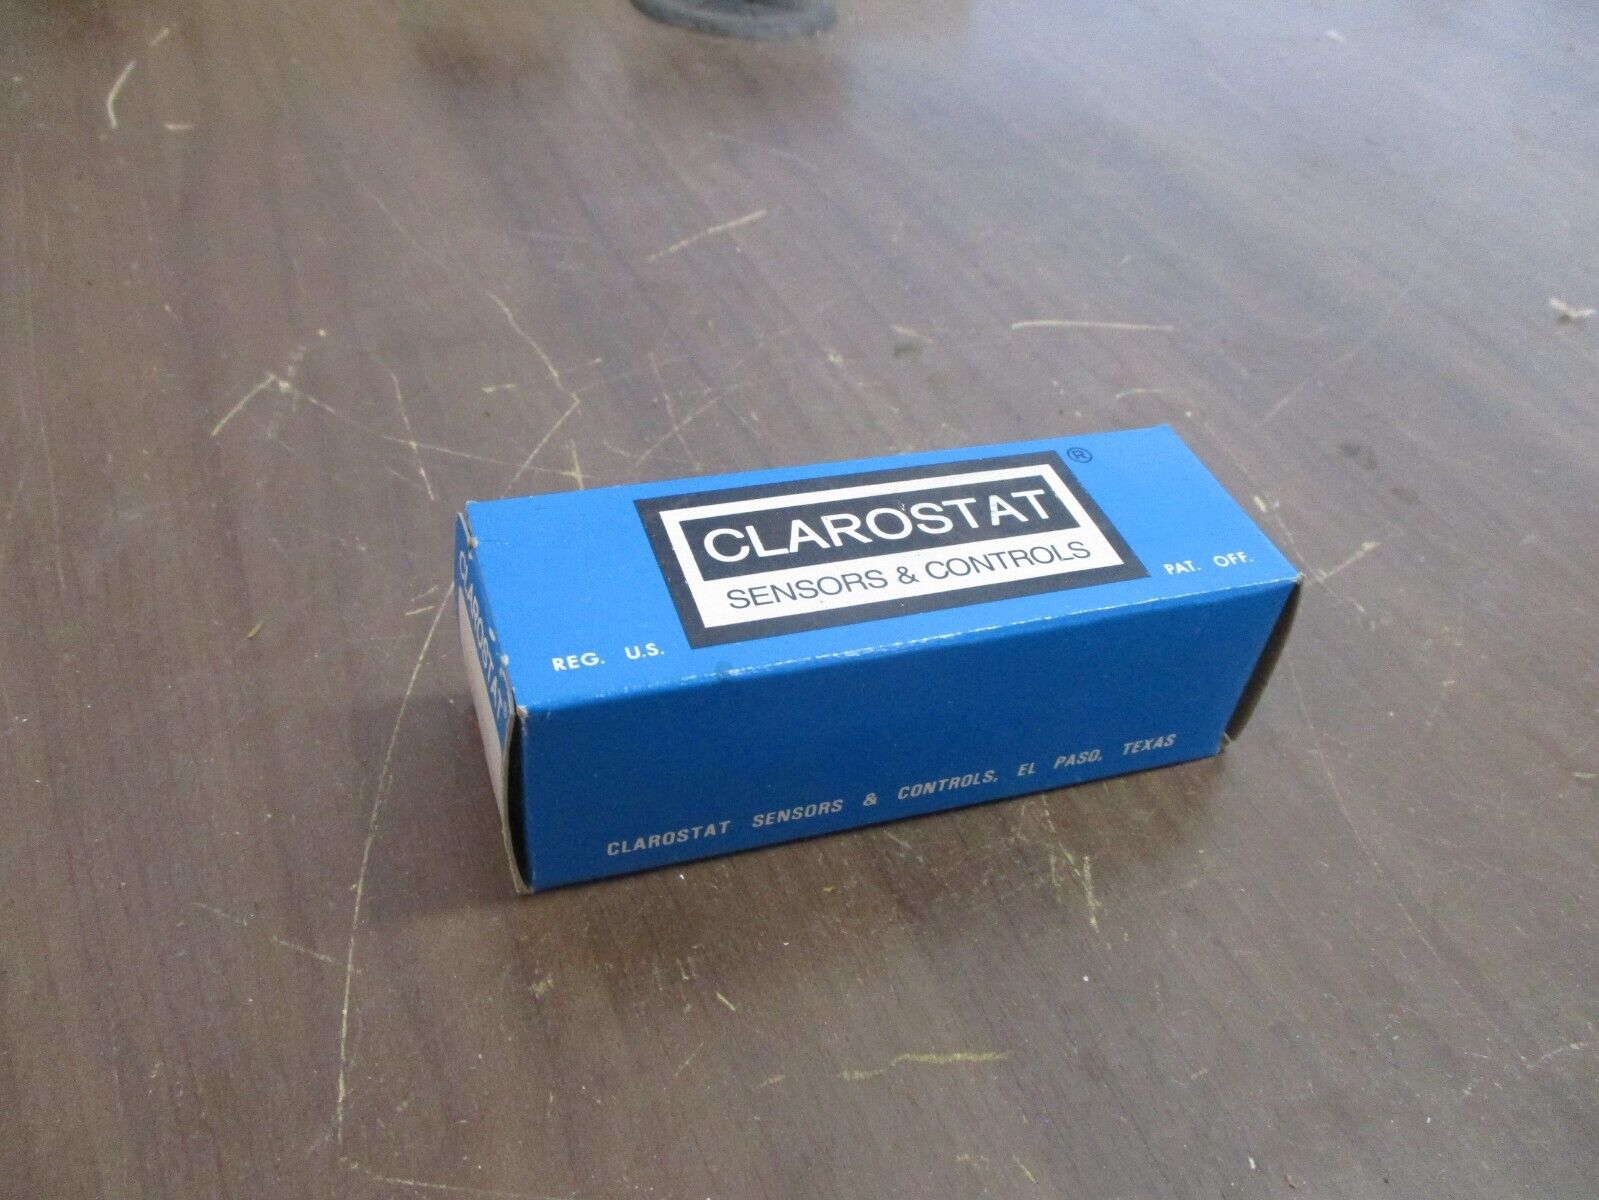 CLAROSTAT
®
SENSORS & CONTROLS
REG. U.S.
PAT. OFF.
CLAROSTAT SENSORS & CONTROLS, EL PASO, TEXAS
CLAROSTAT